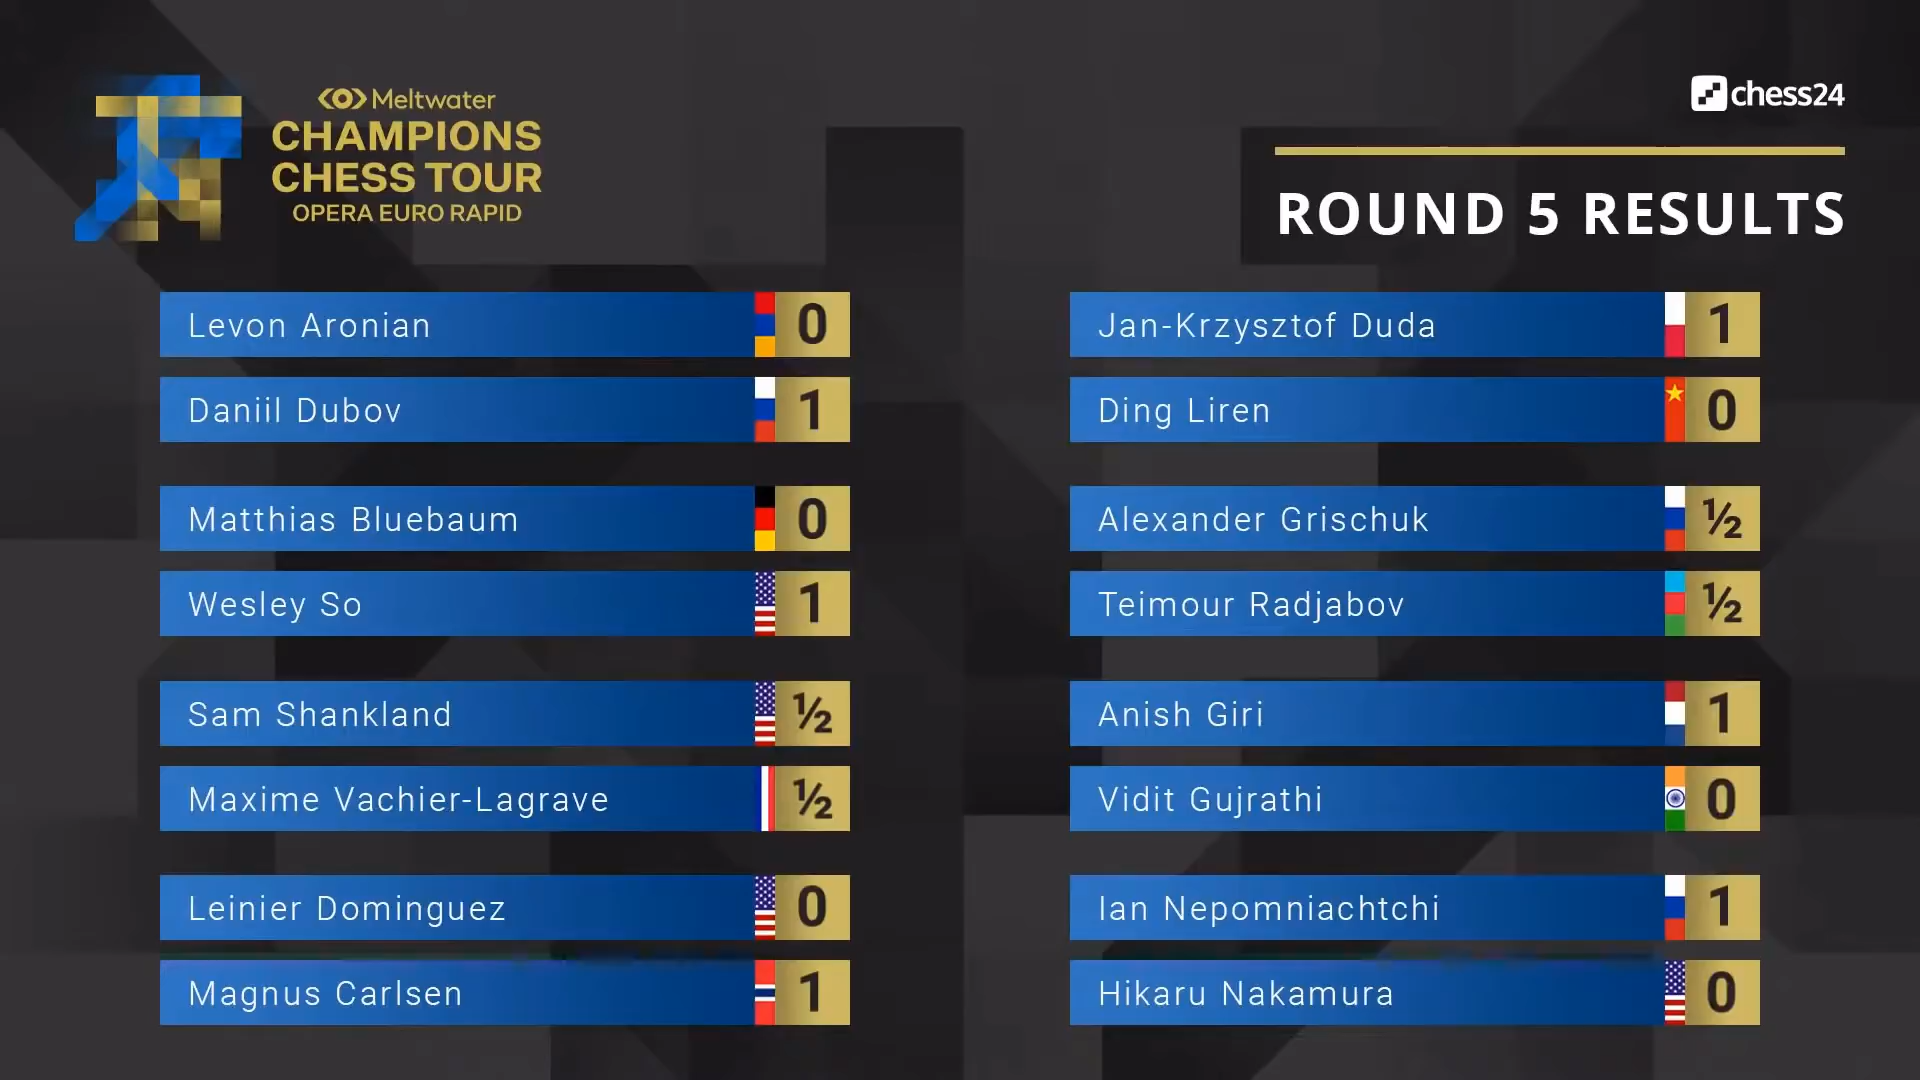 Meltwater
CHAMPIONS
CHESS TOUR
OPERA EURO RAPID
chess24
ROUND 5 RESULTS
Levon Aronian 0
Daniil Dubov 1
Matthias Bluebaum 0
Wesley So 1
Sam Shankland ½
Maxime Vachier-Lagrave ½
Leinier Dominguez 0
Magnus Carlsen 1
Jan-Krzysztof Duda 1
Ding Liren 0
Alexander Grischuk ½
Teimour Radjabov ½
Anish Giri 1
Vidit Gujrathi 0
Ian Nepomniachtchi 1
Hikaru Nakamura 0